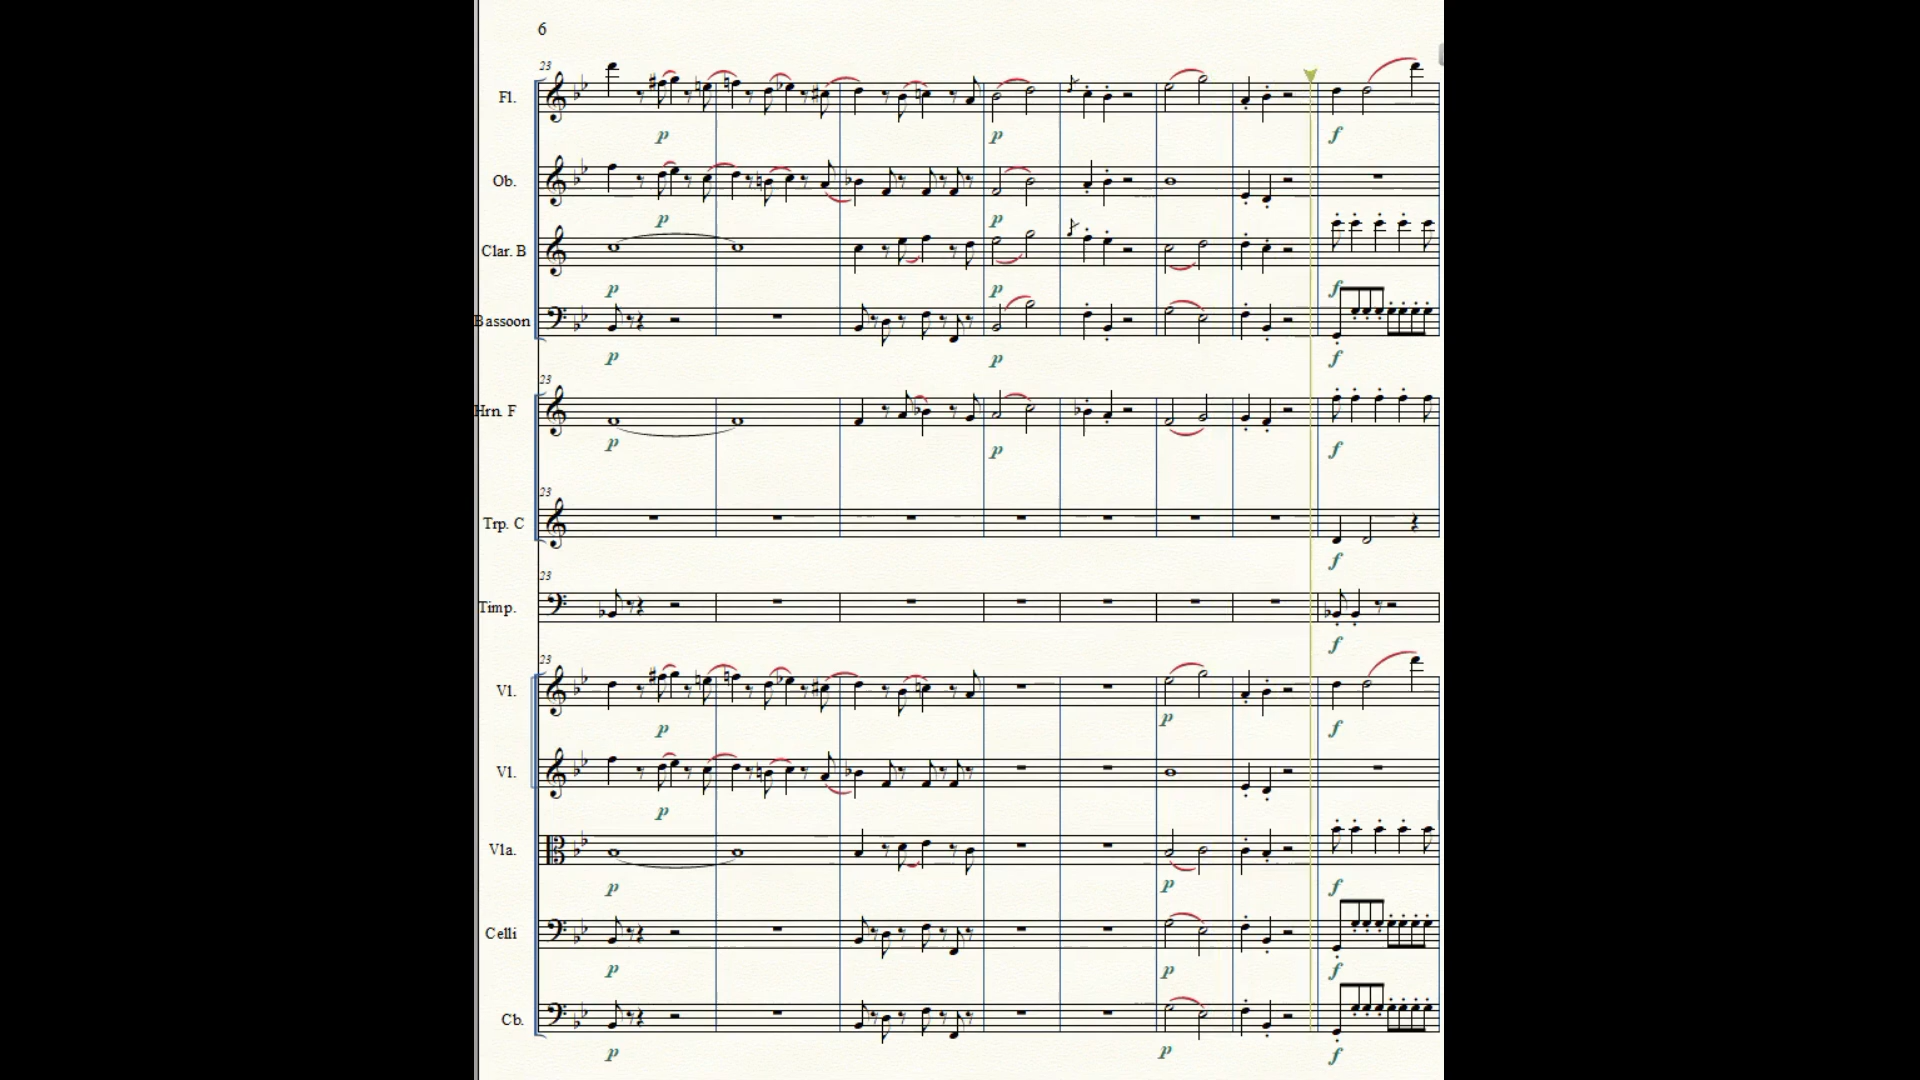 6
23
Fl.
p p f
Ob.
p p
Clar. B
p p f
Bassoon
p p f
23
Hrn. F
p p f
23
Trp. C
f
23
Timp.
f
23
Vl.
p p f
Vl.
p
Vla.
p p f
Celli
p p f
Cb.
p p f